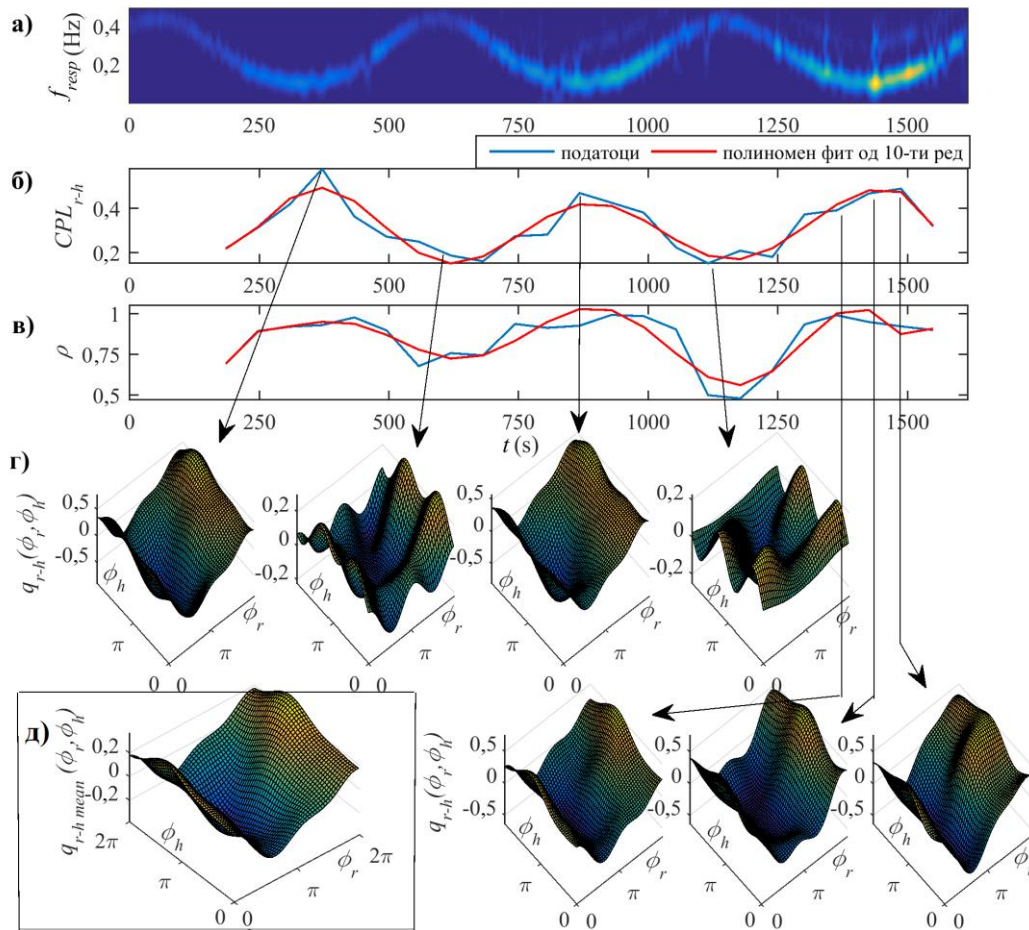 а)
f_resp (Hz)
0,4
0,2
0 250 500 750 1000 1250 1500
податоци полиномен фит од 10-ти ред
б)
CPL_r-h
0,4
0,2
0 250 500 750 1000 1250 1500
в)
ρ
1
0,75
0,5
0 250 500 750 1000 1250 1500
t (s)
г)
q_r-h(ϕ_r,ϕ_h)
0,5
0
-0,5
ϕ_h
π
0 0
π
ϕ_r
0,2
0
-0,2
ϕ_h
π
0 0
π
ϕ_r
0,5
0
-0,5
ϕ_h
π
0 0
π
ϕ_r
0,2
0
-0,2
ϕ_h
π
0 0
π
ϕ_r
д)
q_r-h mean(ϕ_r,ϕ_h)
0,2
0
-0,2
2π
ϕ_h
π
0 0
π
ϕ_r
2π
q_r-h(ϕ_r,ϕ_h)
0,5
0
-0,5
ϕ_h
π
0 0
π
ϕ_r
0,5
0
-0,5
ϕ_h
π
0 0
π
ϕ_r
0,5
0
-0,5
ϕ_h
π
0 0
π
ϕ_r